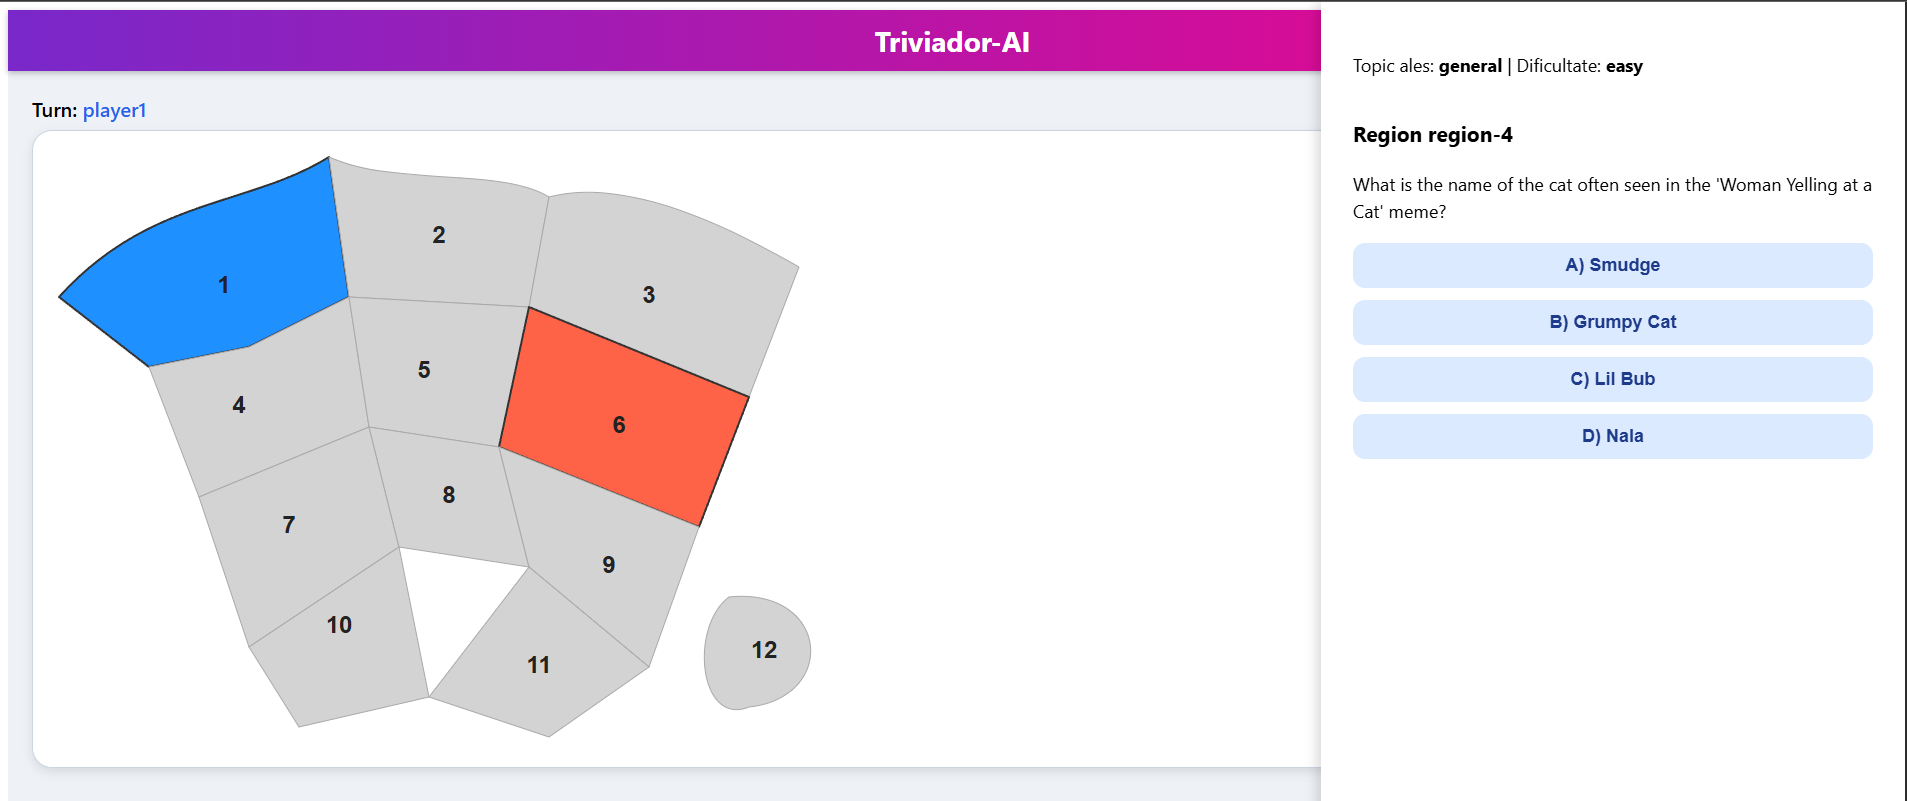 Triviador-AI
Turn: player1
1
2
3
4
5
6
7
8
9
10
11
12
Topic ales: general | Dificultate: easy
Region region-4
What is the name of the cat often seen in the 'Woman Yelling at a
Cat' meme?
A) Smudge
B) Grumpy Cat
C) Lil Bub
D) Nala